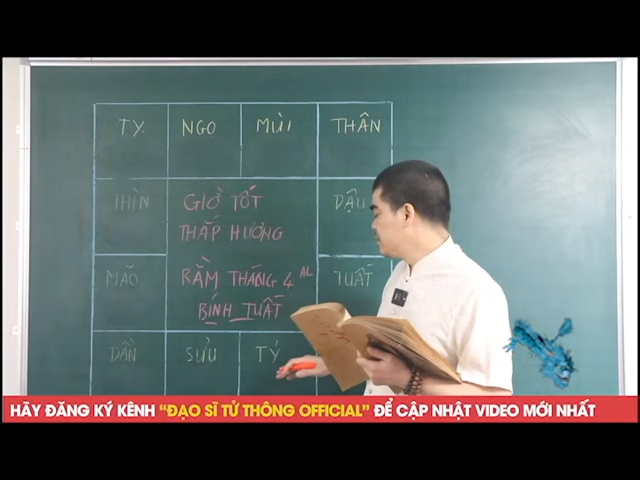 TỴ. NGỌ MÙI THÂN
THÌN GIỜ TỐT DẬU
THẮP HƯƠNG
MÃO RẰM THÁNG 4 AL TUẤT
BÍNH TUẤT
DẦN SỬU TÝ
HÃY ĐĂNG KÝ KÊNH “ĐẠO SĨ TỬ THÔNG OFFICIAL” ĐỂ CẬP NHẬT VIDEO MỚI NHẤT